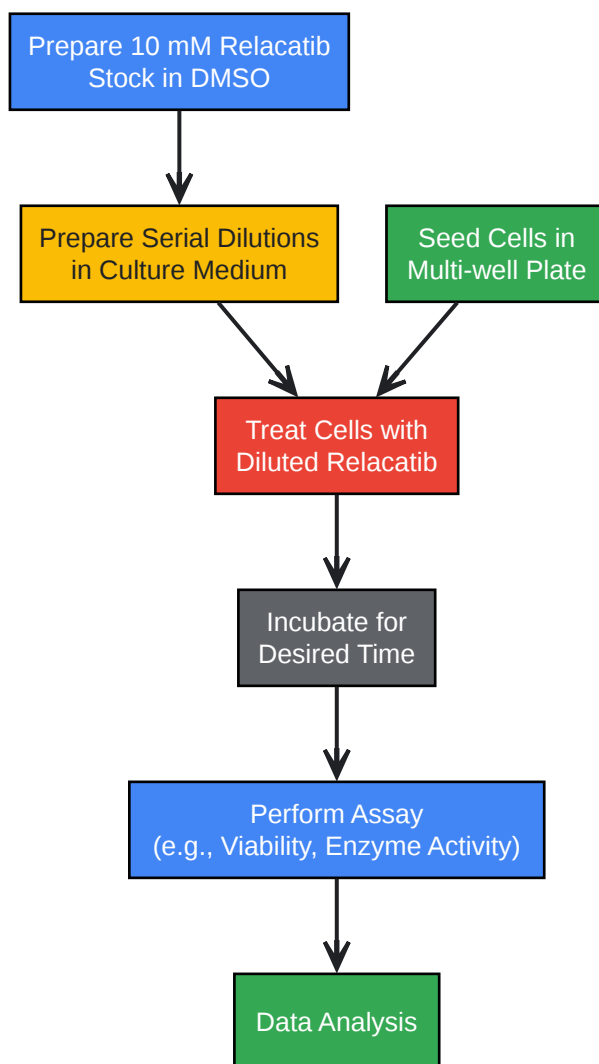 Prepare 10 mM Relacatib
Stock in DMSO
Prepare Serial Dilutions
in Culture Medium
Seed Cells in
Multi-well Plate
Treat Cells with
Diluted Relacatib
Incubate for
Desired Time
Perform Assay
(e.g., Viability, Enzyme Activity)
Data Analysis